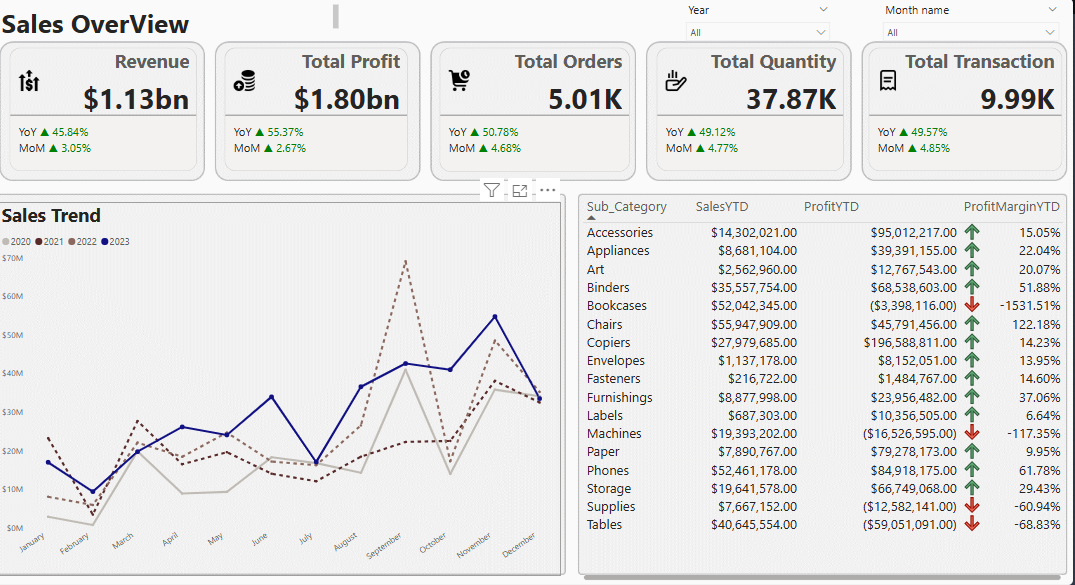 Sales OverView
Year
Month name
All
All
Revenue
$1.13bn
YoY ▲ 45.84%
MoM ▲ 3.05%
Total Profit
$1.80bn
YoY ▲ 55.37%
MoM ▲ 2.67%
Total Orders
5.01K
YoY ▲ 50.78%
MoM ▲ 4.68%
Total Quantity
37.87K
YoY ▲ 49.12%
MoM ▲ 4.77%
Total Transaction
9.99K
YoY ▲ 49.57%
MoM ▲ 4.85%
Sales Trend
2020 2021 2022 2023
$70M
$60M
$50M
$40M
$30M
$20M
$10M
$0M
January February March April May June July August September October November December
Sub_Category SalesYTD ProfitYTD ProfitMarginYTD
Accessories $14,302,021.00 $95,012,217.00 15.05%
Appliances $8,681,104.00 $39,391,155.00 22.04%
Art $2,562,960.00 $12,767,543.00 20.07%
Binders $35,557,754.00 $68,538,603.00 51.88%
Bookcases $52,042,345.00 ($3,398,116.00) -1531.51%
Chairs $55,947,909.00 $45,791,456.00 122.18%
Copiers $27,979,685.00 $196,588,811.00 14.23%
Envelopes $1,137,178.00 $8,152,051.00 13.95%
Fasteners $216,722.00 $1,484,767.00 14.60%
Furnishings $8,877,998.00 $23,956,482.00 37.06%
Labels $687,303.00 $10,356,505.00 6.64%
Machines $19,393,202.00 ($16,526,595.00) -117.35%
Paper $7,890,767.00 $79,278,173.00 9.95%
Phones $52,461,178.00 $84,918,175.00 61.78%
Storage $19,641,578.00 $66,749,068.00 29.43%
Supplies $7,667,152.00 ($12,582,141.00) -60.94%
Tables $40,645,554.00 ($59,051,091.00) -68.83%